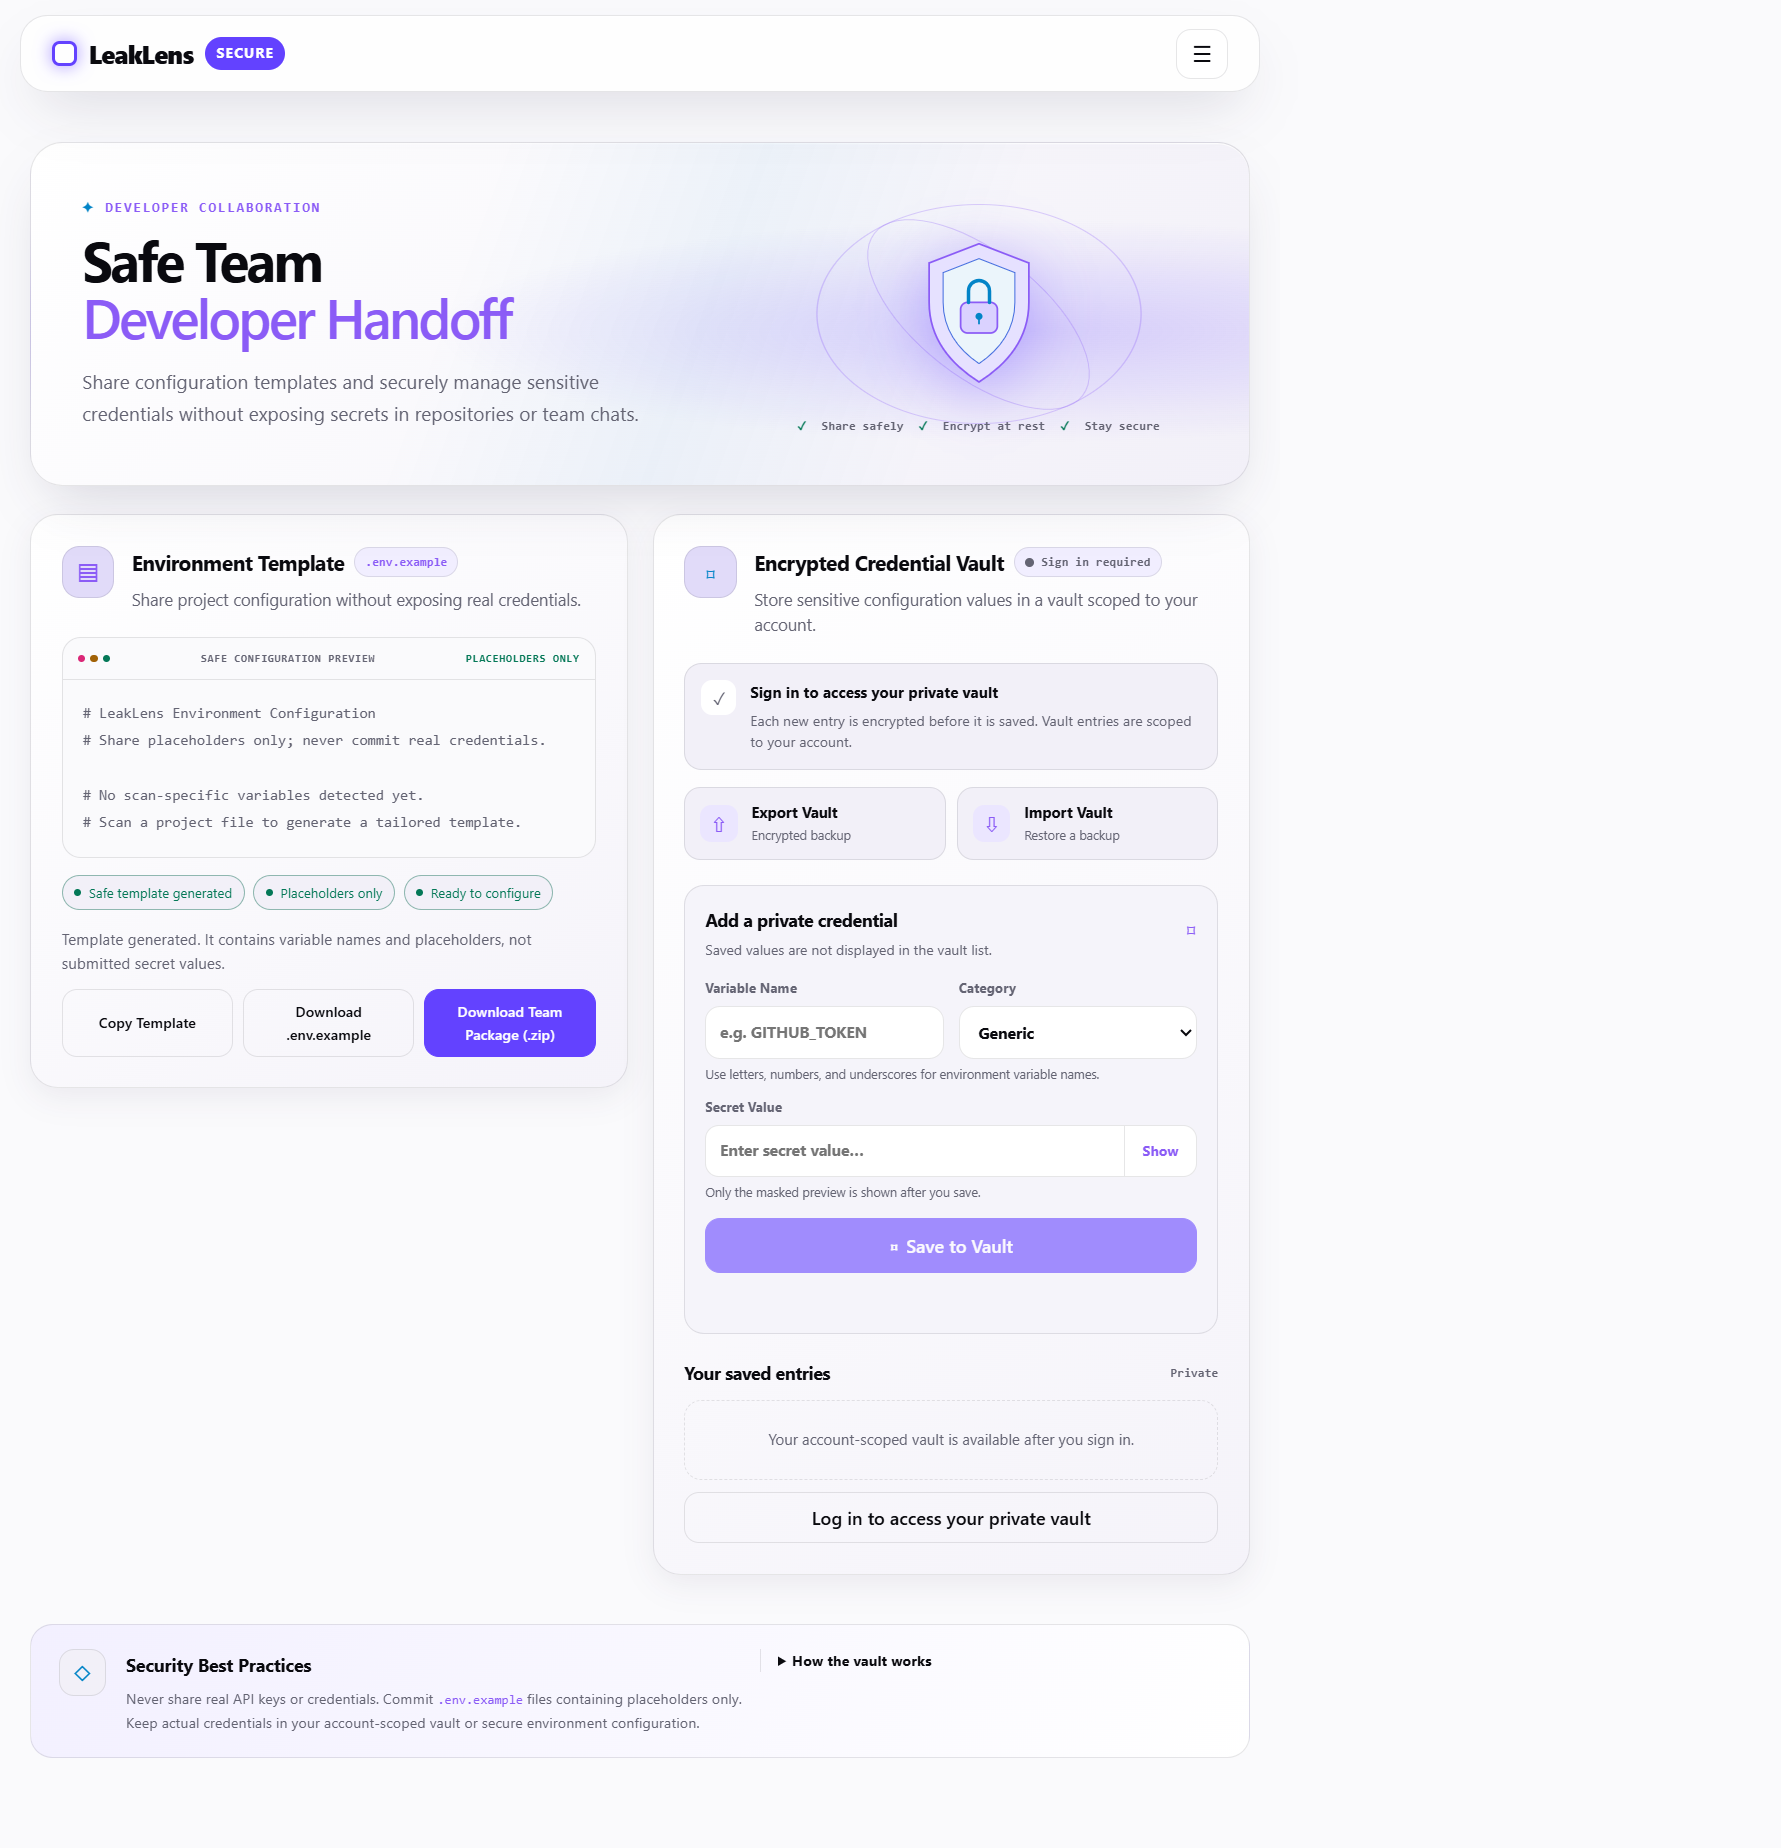 LeakLens SECURE
☰
✦ DEVELOPER COLLABORATION
Safe Team
Developer Handoff
Share configuration templates and securely manage sensitive
credentials without exposing secrets in repositories or team chats.
✓ Share safely ✓ Encrypt at rest ✓ Stay secure
Environment Template .env.example
Share project configuration without exposing real credentials.
SAFE CONFIGURATION PREVIEW PLACEHOLDERS ONLY
# LeakLens Environment Configuration
# Share placeholders only; never commit real credentials.
# No scan-specific variables detected yet.
# Scan a project file to generate a tailored template.
Safe template generated
Placeholders only
Ready to configure
Template generated. It contains variable names and placeholders, not
submitted secret values.
Copy Template
Download
.env.example
Download Team
Package (.zip)
Encrypted Credential Vault Sign in required
Store sensitive configuration values in a vault scoped to your
account.
Sign in to access your private vault
Each new entry is encrypted before it is saved. Vault entries are scoped
to your account.
Export Vault
Encrypted backup
Import Vault
Restore a backup
Add a private credential
Saved values are not displayed in the vault list.
Variable Name
e.g. GITHUB_TOKEN
Category
Generic
Use letters, numbers, and underscores for environment variable names.
Secret Value
Enter secret value... Show
Only the masked preview is shown after you save.
¤ Save to Vault
Your saved entries Private
Your account-scoped vault is available after you sign in.
Log in to access your private vault
Security Best Practices
Never share real API keys or credentials. Commit .env.example files containing placeholders only.
Keep actual credentials in your account-scoped vault or secure environment configuration.
▶ How the vault works